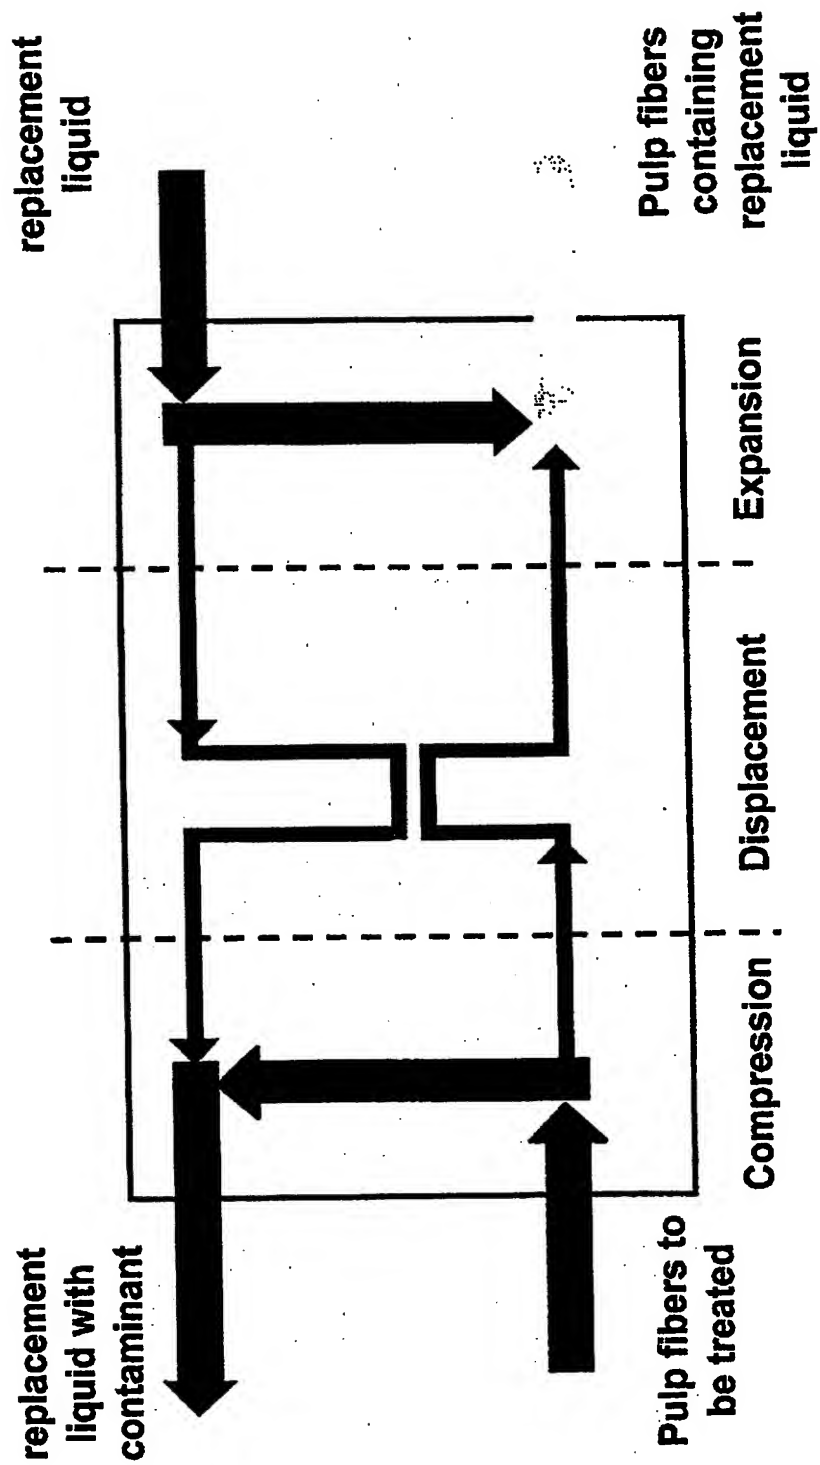 replacement
liquid with
contaminant
replacement
liquid
Pulp fibers to
be treated
Compression
Displacement
Expansion
Pulp fibers
containing
replacement
liquid